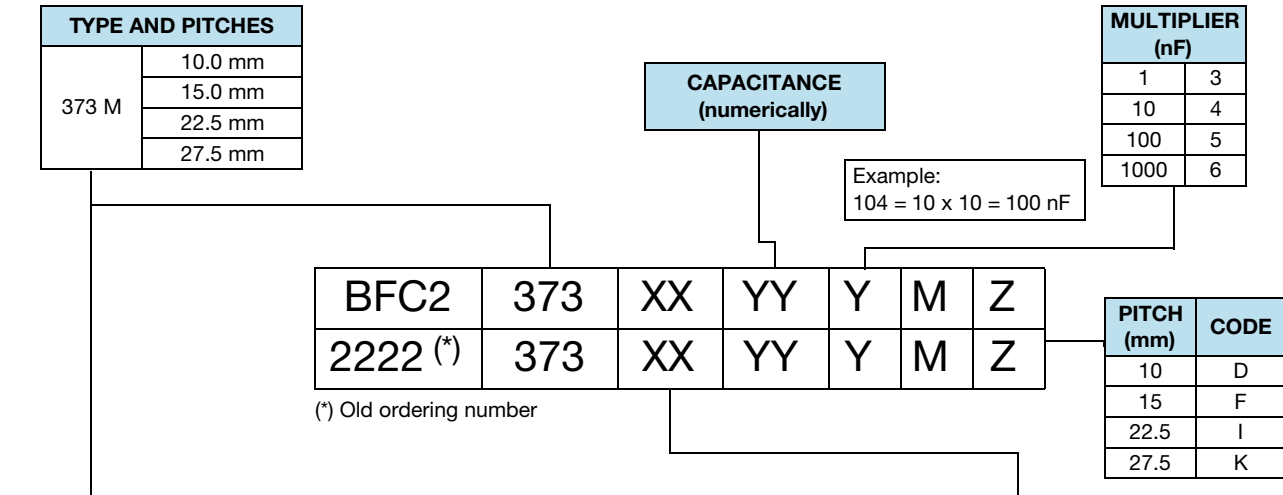 TYPE AND PITCHES
373 M
10.0 mm
15.0 mm
22.5 mm
27.5 mm
CAPACITANCE
(numerically)
MULTIPLIER
(nF)
1 3
10 4
100 5
1000 6
Example:
104 = 10 x 10 = 100 nF
BFC2 373 XX YY Y M Z
2222 (*) 373 XX YY Y M Z
(*) Old ordering number
PITCH
(mm)
CODE
10 D
15 F
22.5 I
27.5 K